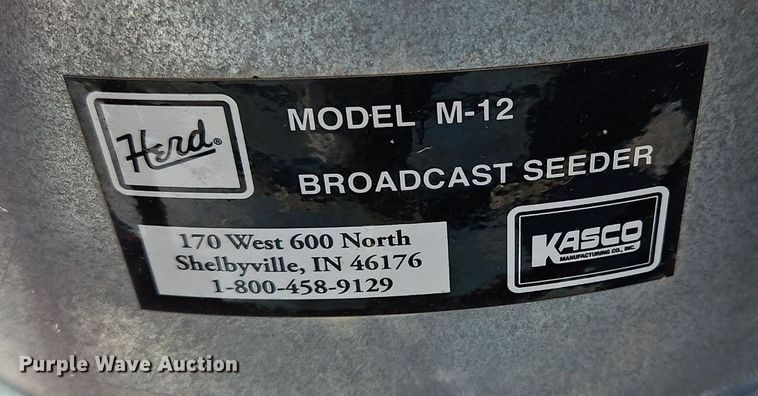 Herd®
MODEL M-12
BROADCAST SEEDER
170 West 600 North
Shelbyville, IN 46176
1-800-458-9129
KASCO
MANUFACTURING CO., INC.
Purple Wave Auction